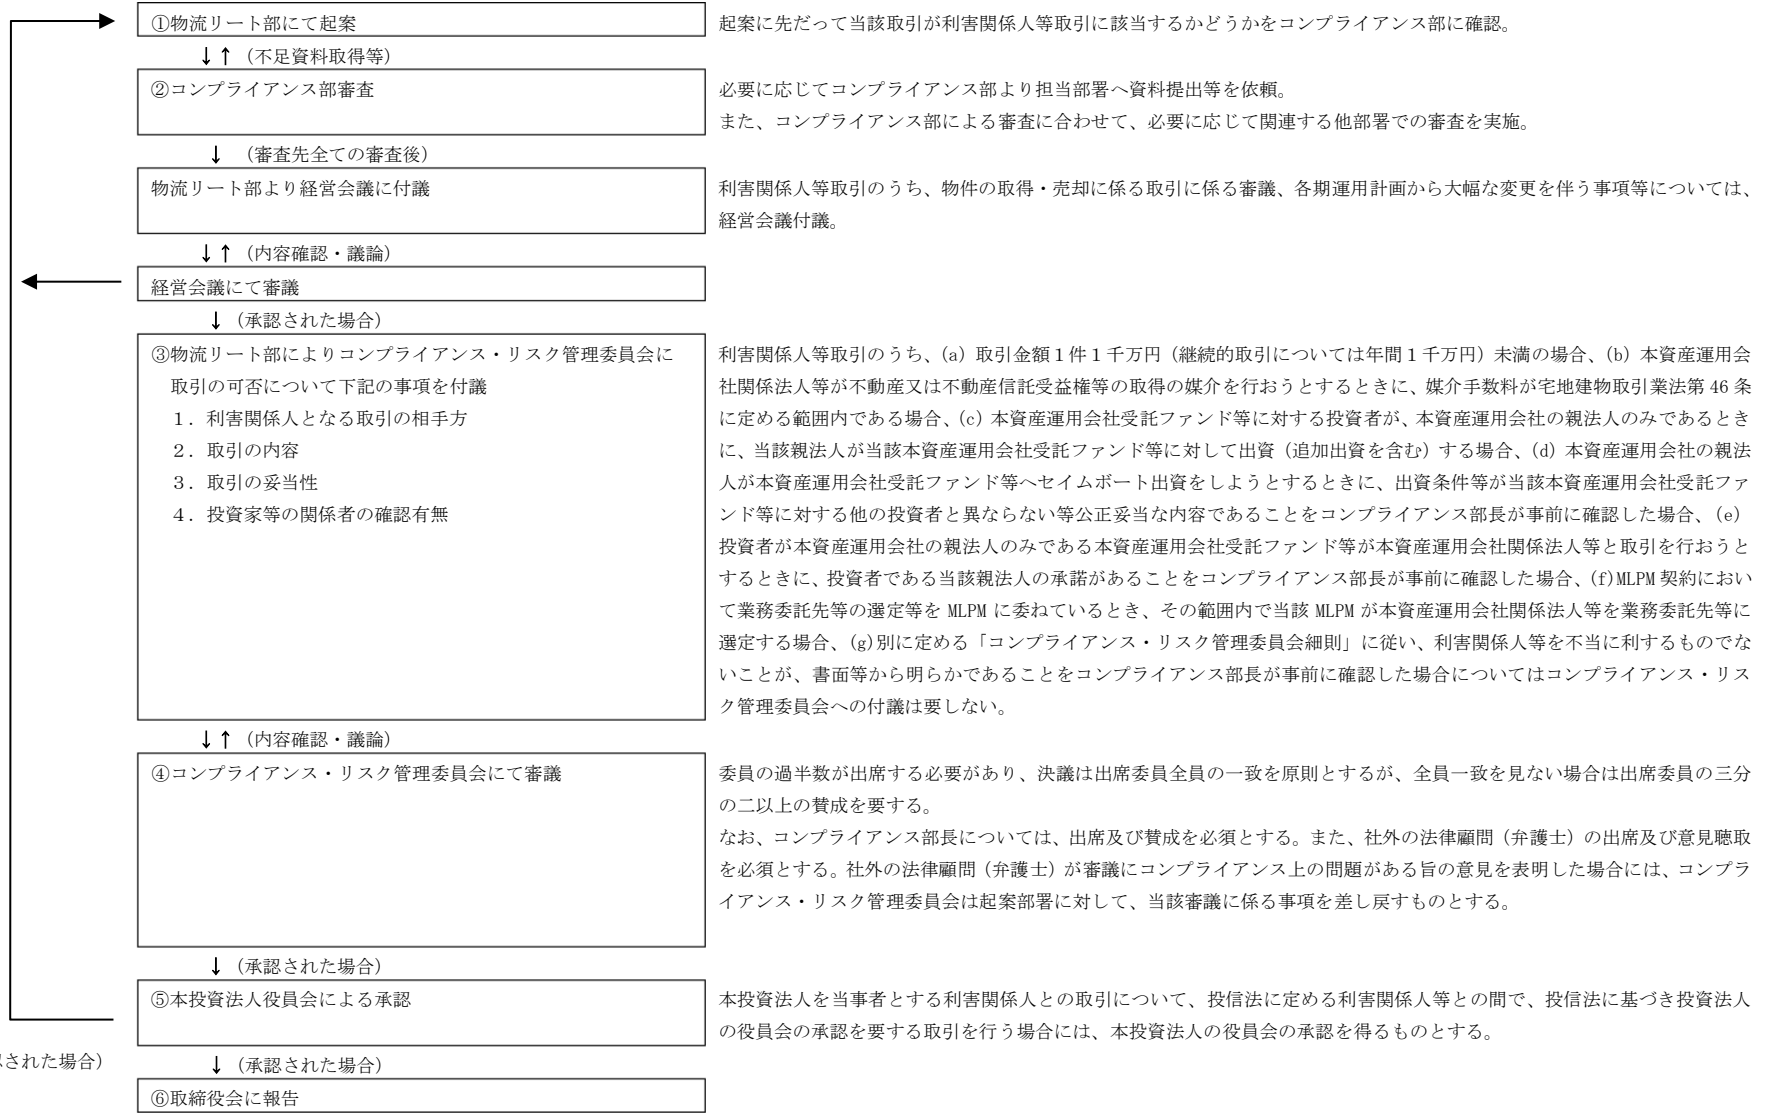 ①物流リート部にて起案
起案に先だって当該取引が利害関係人等取引に該当するかどうかをコンプライアンス部に確認。
↓↑（不足資料取得等）
②コンプライアンス部審査
必要に応じてコンプライアンス部より担当部署へ資料提出等を依頼。
また、コンプライアンス部による審査に合わせて、必要に応じて関連する他部署での審査を実施。
↓（審査先全ての審査後）
物流リート部より経営会議に付議
利害関係人等取引のうち、物件の取得・売却に係る取引に係る審議、各期運用計画から大幅な変更を伴う事項等については、
経営会議付議。
↓↑（内容確認・議論）
経営会議にて審議
↓（承認された場合）
③物流リート部によりコンプライアンス・リスク管理委員会に
取引の可否について下記の事項を付議
１．利害関係人となる取引の相手方
２．取引の内容
３．取引の妥当性
４．投資家等の関係者の確認有無
利害関係人等取引のうち、(a) 取引金額１件１千万円（継続的取引については年間１千万円）未満の場合、(b) 本資産運用会
社関係法人等が不動産又は不動産信託受益権等の取得の媒介を行おうとするときに、媒介手数料が宅地建物取引業法第 46 条
に定める範囲内である場合、(c) 本資産運用会社受託ファンド等に対する投資者が、本資産運用会社の親法人のみであるとき
に、当該親法人が当該本資産運用会社受託ファンド等に対して出資（追加出資を含む）する場合、(d) 本資産運用会社の親法
人が本資産運用会社受託ファンド等へセイムボート出資をしようとするときに、出資条件等が当該本資産運用会社受託ファ
ンド等に対する他の投資者と異ならない等公正妥当な内容であることをコンプライアンス部長が事前に確認した場合、(e)
投資者が本資産運用会社の親法人のみである本資産運用会社受託ファンド等が本資産運用会社関係法人等と取引を行おうと
するときに、投資者である当該親法人の承諾があることをコンプライアンス部長が事前に確認した場合、(f)MLPM 契約におい
て業務委託先等の選定等を MLPM に委ねているとき、その範囲内で当該 MLPM が本資産運用会社関係法人等を業務委託先等に
選定する場合、(g)別に定める「コンプライアンス・リスク管理委員会細則」に従い、利害関係人等を不当に利するものでな
いことが、書面等から明らかであることをコンプライアンス部長が事前に確認した場合についてはコンプライアンス・リス
ク管理委員会への付議は要しない。
↓↑（内容確認・議論）
④コンプライアンス・リスク管理委員会にて審議
委員の過半数が出席する必要があり、決議は出席委員全員の一致を原則とするが、全員一致を見ない場合は出席委員の三分
の二以上の賛成を要する。
なお、コンプライアンス部長については、出席及び賛成を必須とする。また、社外の法律顧問（弁護士）の出席及び意見聴取
を必須とする。社外の法律顧問（弁護士）が審議にコンプライアンス上の問題がある旨の意見を表明した場合には、コンプラ
イアンス・リスク管理委員会は起案部署に対して、当該審議に係る事項を差し戻すものとする。
↓（承認された場合）
⑤本投資法人役員会による承認
本投資法人を当事者とする利害関係人との取引について、投信法に定める利害関係人等との間で、投信法に基づき投資法人
の役員会の承認を要する取引を行う場合には、本投資法人の役員会の承認を得るものとする。
された場合）
↓（承認された場合）
⑥取締役会に報告